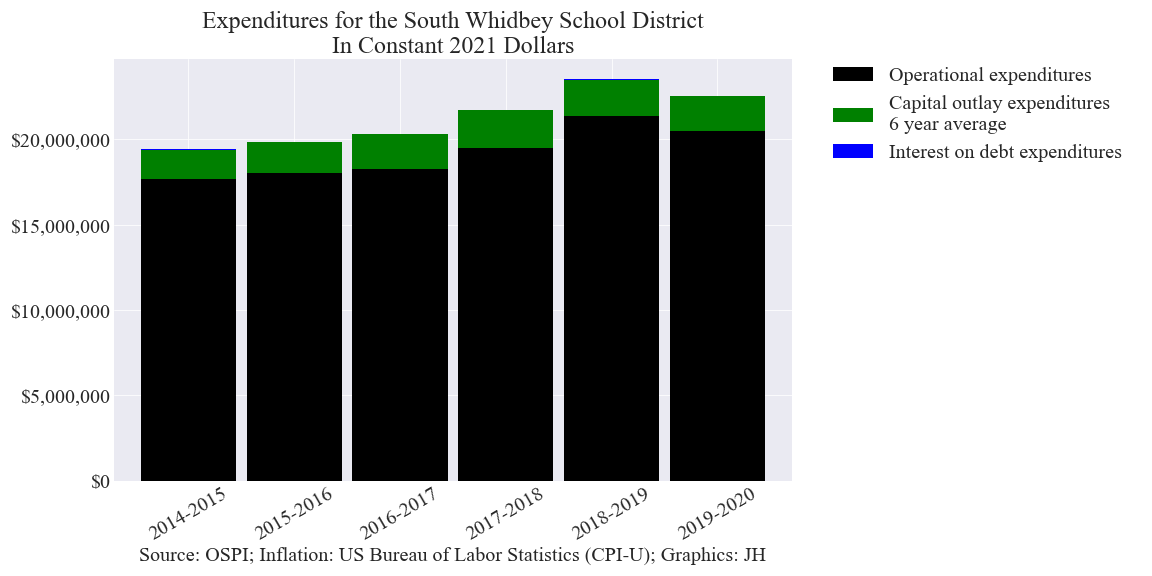 Expenditures for the South Whidbey School District
In Constant 2021 Dollars
Operational expenditures
Capital outlay expenditures
6 year average
Interest on debt expenditures
$20,000,000
$15,000,000
$10,000,000
$5,000,000
$0
2014-2015
2015-2016
2016-2017
2017-2018
2018-2019
2019-2020
Source: OSPI; Inflation: US Bureau of Labor Statistics (CPI-U); Graphics: JH